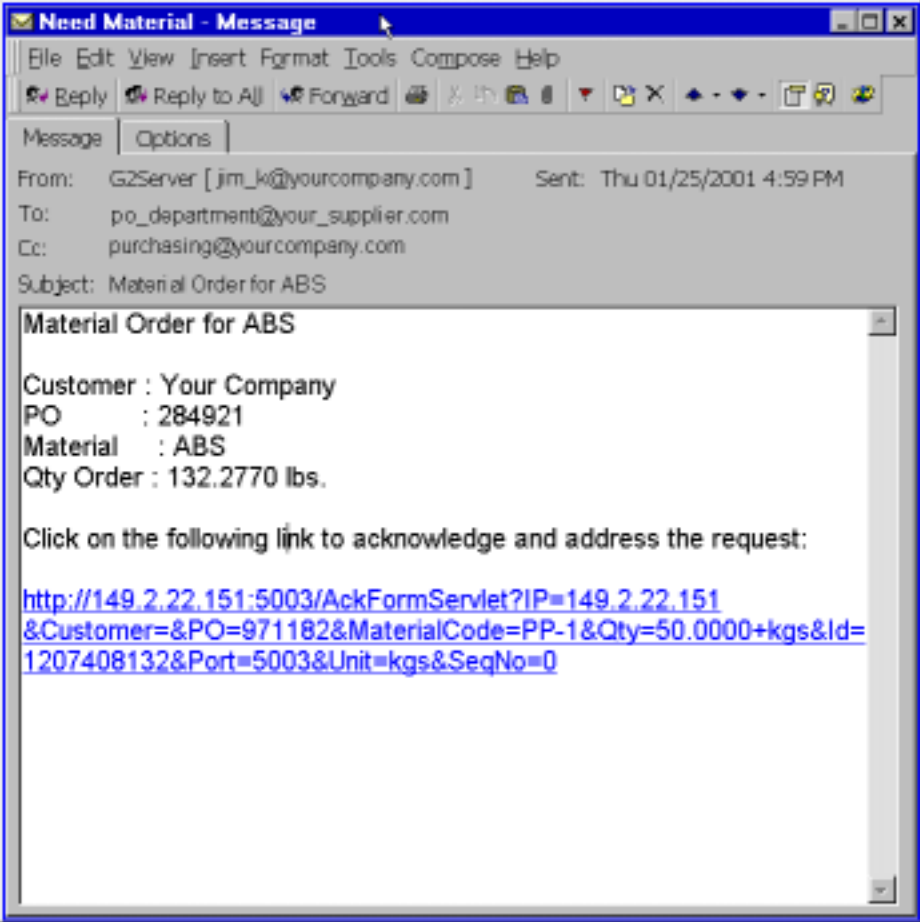 Need Material - Message
File Edit View Insert Format Tools Compose Help
Reply Reply to All Forward
Message Options
From: G2Server [ jim_k@yourcompany.com ] Sent: Thu 01/25/2001 4:59 PM
To: po_department@your_supplier.com
Cc: purchasing@yourcompany.com
Subject: Material Order for ABS
Material Order for ABS
Customer : Your Company
PO : 284921
Material : ABS
Qty Order : 132.2770 lbs.
Click on the following link to acknowledge and address the request:
http://149.2.22.151:5003/AckFormServlet?IP=149.2.22.151
&Customer=&PO=971182&MaterialCode=PP-1&Qty=50.0000+kgs&Id=
1207408132&Port=5003&Unit=kgs&SeqNo=0